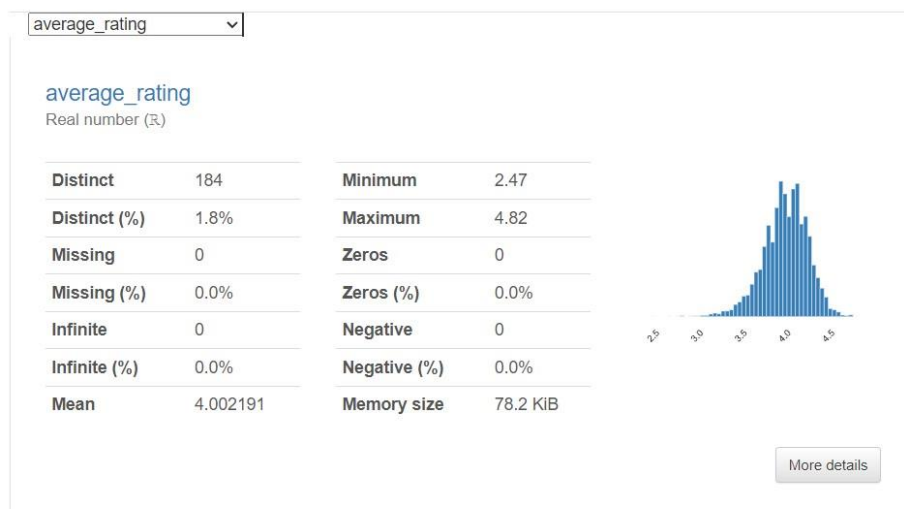 average_rating
average_rating
Real number (ℝ)
Distinct 184
Distinct (%) 1.8%
Missing 0
Missing (%) 0.0%
Infinite 0
Infinite (%) 0.0%
Mean 4.002191
Minimum 2.47
Maximum 4.82
Zeros 0
Zeros (%) 0.0%
Negative 0
Negative (%) 0.0%
Memory size 78.2 KiB
2.5 3.0 3.5 4.0 4.5
More details